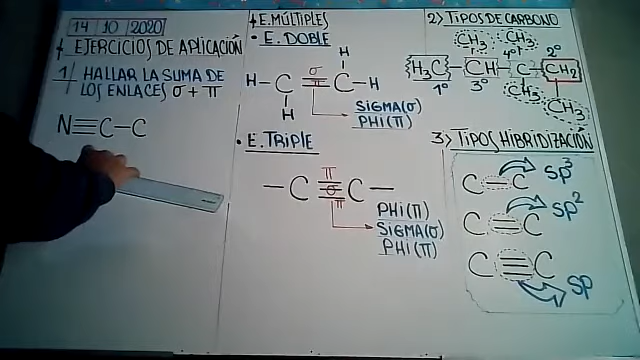 14 10 2020
+ EJERCICIOS DE APLICACIÓN
1) HALLAR LA SUMA DE
LOS ENLACES σ + π
N≡C-C
+ E.MÚLTIPLES
• E. DOBLE
H
H-C=C-H
σ
π
H
SIGMA(σ)
PHI(π)
• E. TRIPLE
π
-C≡C-
σ
π
PHI(π)
SIGMA(σ)
PHI(π)
2) TIPOS DE CARBONO
CH3 CH3
1° 4° 2°
H3C-CH-C-CH2
1° 3°
CH3 CH3
3) TIPOS HIBRIDIZACIÓN
C-C SP3
C=C SP2
C≡C SP